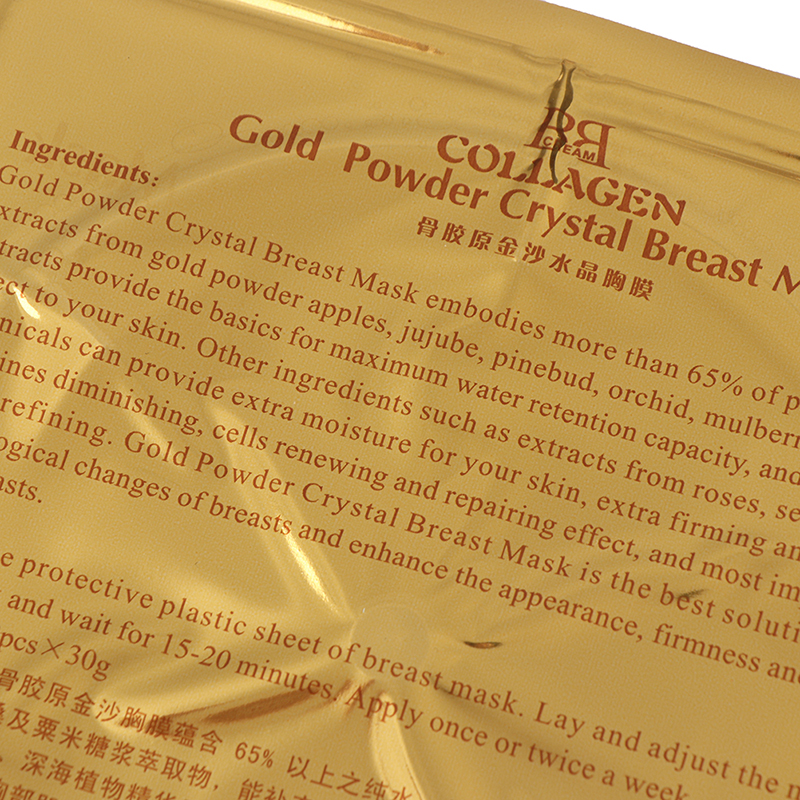 BR
CREAM
COLLAGEN
Gold Powder Crystal Breast M
骨胶原金沙水晶胸膜
Ingredients:
Gold Powder Crystal Breast Mask embodies more than 65% of p
xtracts from gold powder apples, jujube, pinebud, orchid, mulberr
tracts provide the basics for maximum water retention capacity, and
ect to your skin. Other ingredients such as extracts from roses, se
nicals can provide extra moisture for your skin, extra firming an
ines diminishing, cells renewing and repairing effect, and most im
refining. Gold Powder Crystal Breast Mask is the best soluti
ogical changes of breasts and enhance the appearance, firmness and
asts.
e protective plastic sheet of breast mask. Lay and adjust the m
and wait for 15-20 minutes. Apply once or twice a week.
pcs×30g
骨胶原金沙胸膜蕴含 65% 以上之纯水
及粟米糖浆萃取物，能补充
深海植物精华